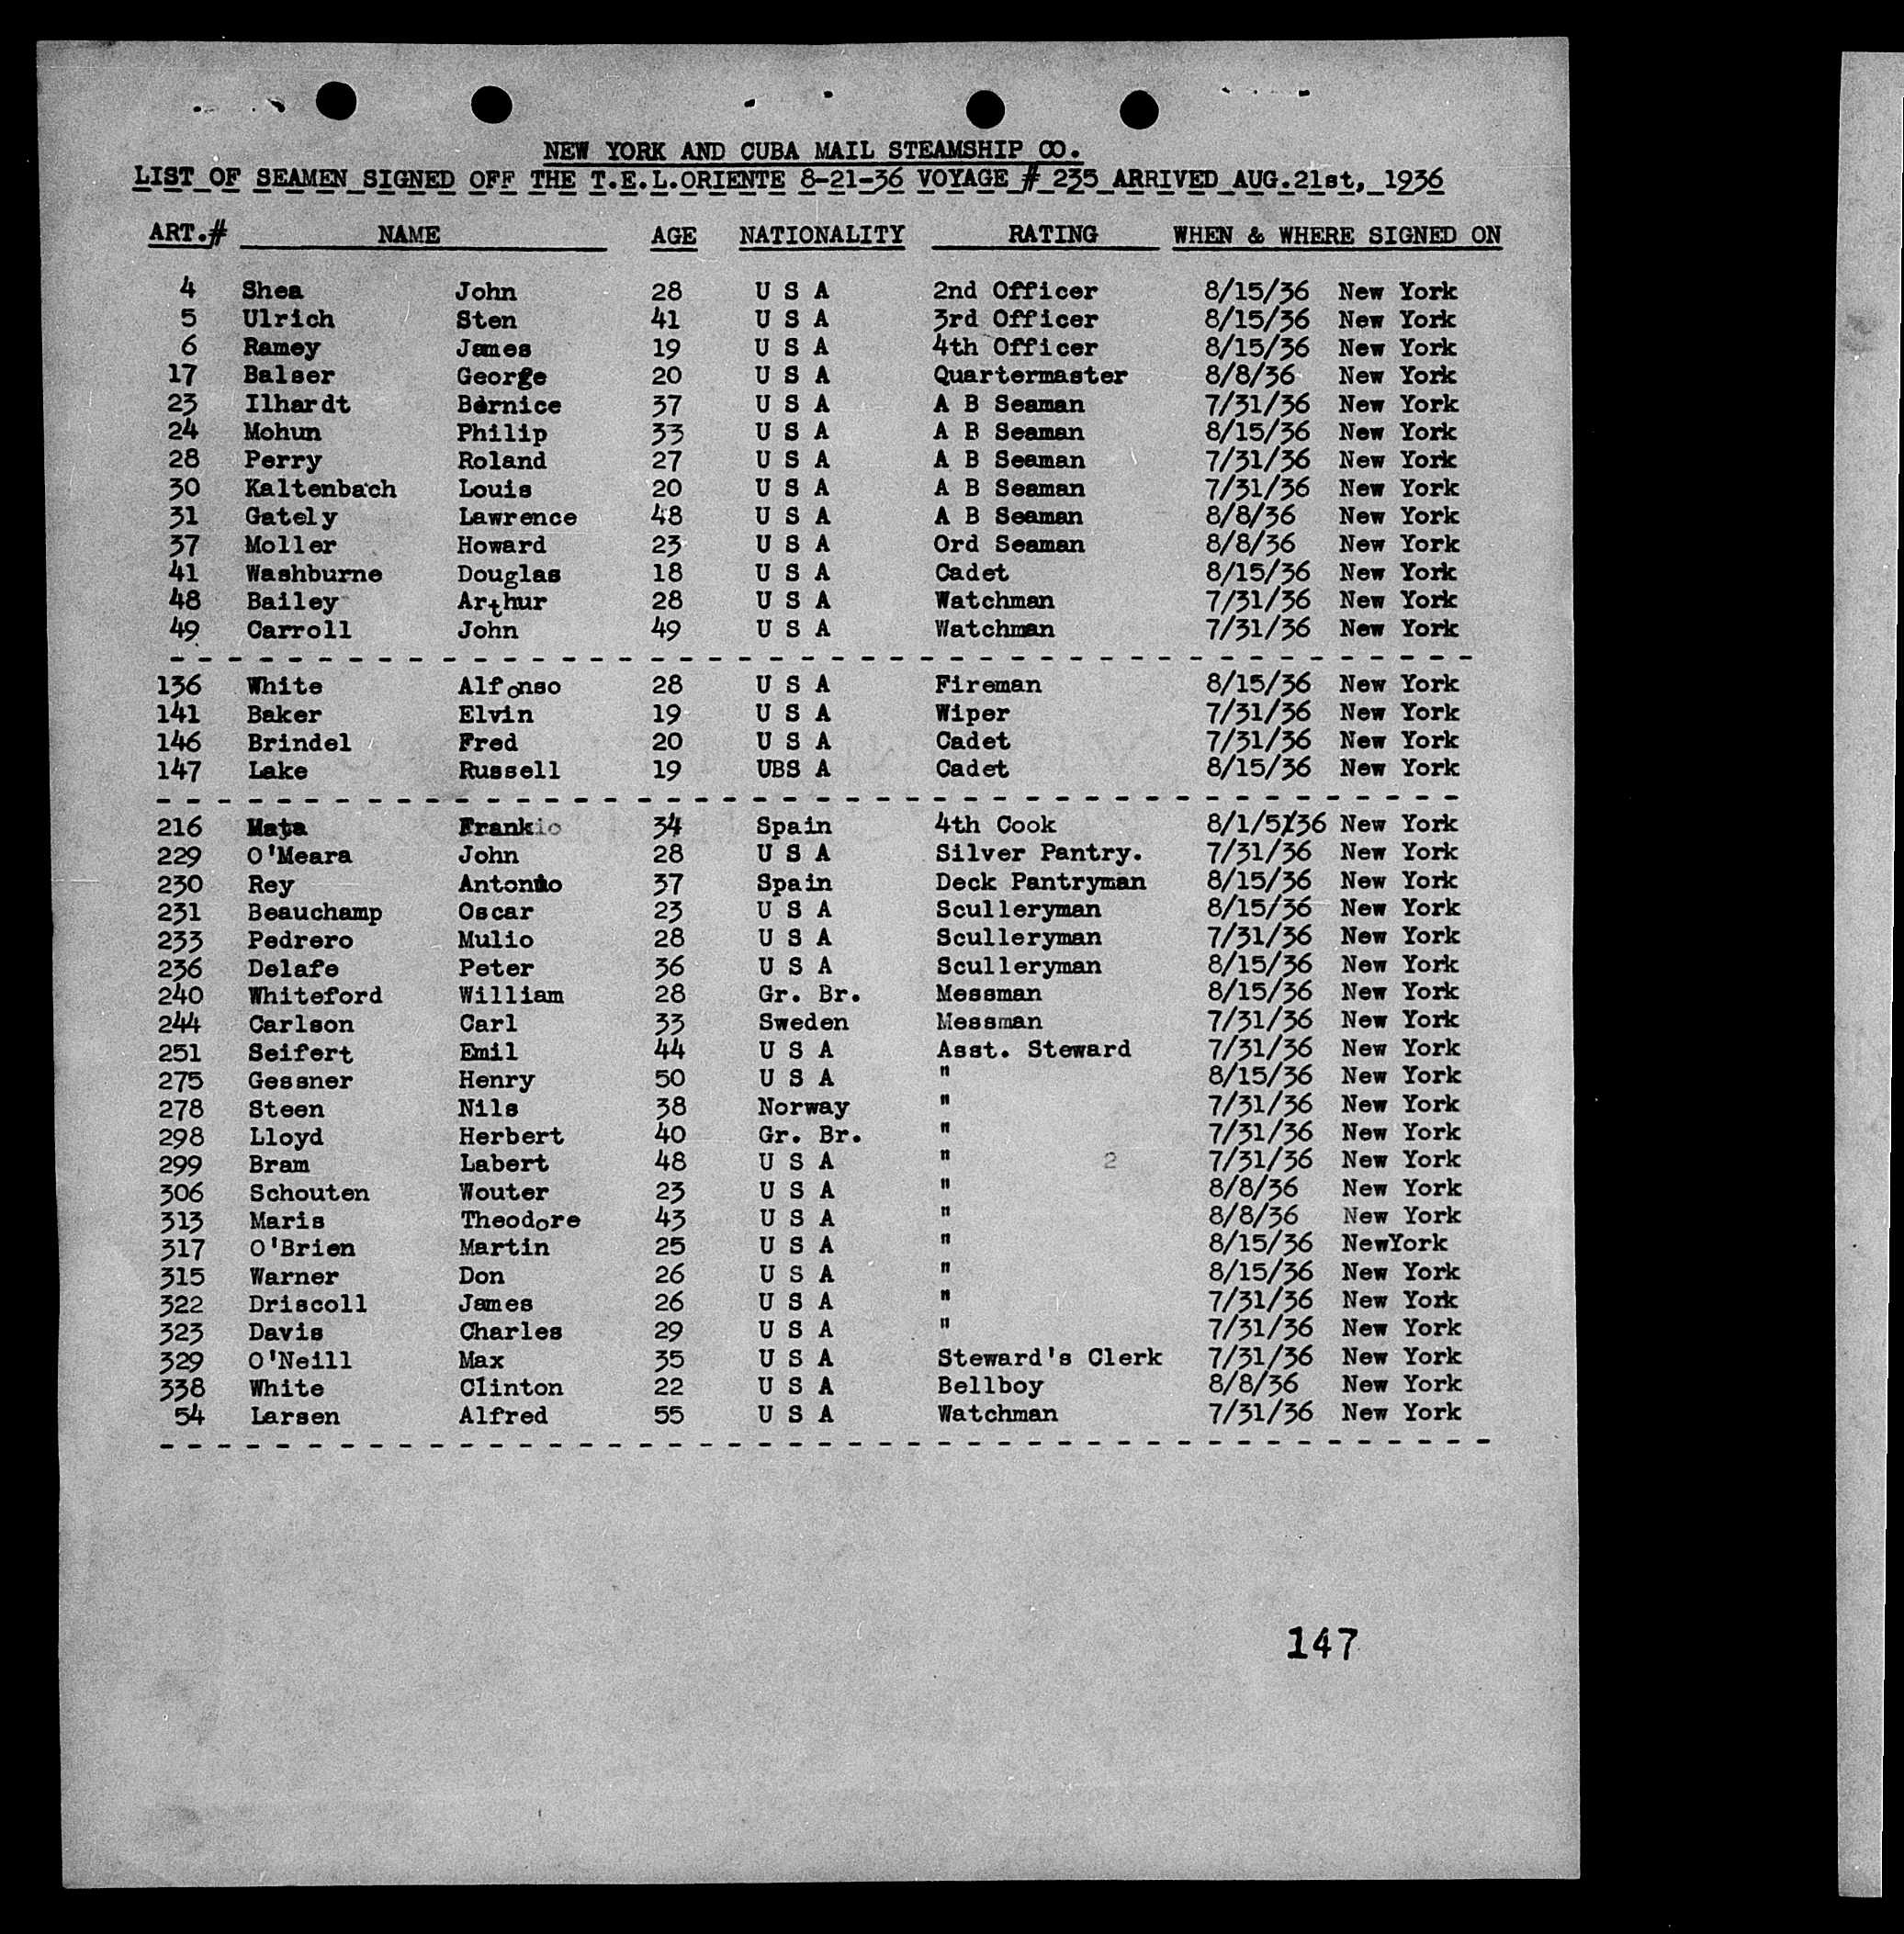 NEW YORK AND CUBA MAIL STEAMSHIP CO.
LIST OF SEAMEN SIGNED OFF THE T.E.L.ORIENTE 8-21-36 VOYAGE # 235 ARRIVED AUG.21st, 1936
ART.# NAME AGE NATIONALITY RATING WHEN & WHERE SIGNED ON
4 Shea John 28 U S A 2nd Officer 8/15/36 New York
5 Ulrich Sten 41 U S A 3rd Officer 8/15/36 New York
6 Ramey James 19 U S A 4th Officer 8/15/36 New York
17 Balser George 20 U S A Quartermaster 8/8/36 New York
23 Ilhardt Bernice 37 U S A A B Seaman 7/31/36 New York
24 Mohun Philip 33 U S A A B Seaman 8/15/36 New York
28 Perry Roland 27 U S A A B Seaman 7/31/36 New York
30 Kaltenbach Louis 20 U S A A B Seaman 7/31/36 New York
31 Gately Lawrence 48 U S A A B Seaman 8/8/36 New York
37 Moller Howard 23 U S A Ord Seaman 8/8/36 New York
41 Washburne Douglas 18 U S A Cadet 8/15/36 New York
48 Bailey Arthur 28 U S A Watchman 7/31/36 New York
49 Carroll John 49 U S A Watchman 7/31/36 New York
136 White Alfonso 28 U S A Fireman 8/15/36 New York
141 Baker Elvin 19 U S A Wiper 7/31/36 New York
146 Brindel Fred 20 U S A Cadet 7/31/36 New York
147 Lake Russell 19 UBS A Cadet 8/15/36 New York
216 Mata Frank 34 Spain 4th Cook 8/1/5/36 New York
229 O'Meara John 28 U S A Silver Pantry. 7/31/36 New York
230 Rey Antonio 37 Spain Deck Pantryman 8/15/36 New York
231 Beauchamp Oscar 23 U S A Sculleryman 8/15/36 New York
233 Pedrero Mulio 28 U S A Sculleryman 7/31/36 New York
236 Delafe Peter 36 U S A Sculleryman 8/15/36 New York
240 Whiteford William 28 Gr. Br. Messman 8/15/36 New York
244 Carlson Carl 33 Sweden Messman 7/31/36 New York
251 Seifert Emil 44 U S A Asst. Steward 7/31/36 New York
275 Gessner Henry 50 U S A " 8/15/36 New York
278 Steen Nils 38 Norway " 7/31/36 New York
298 Lloyd Herbert 40 Gr. Br. " 7/31/36 New York
299 Bram Labert 48 U S A " 2 7/31/36 New York
306 Schouten Wouter 23 U S A " 8/8/36 New York
313 Maris Theodore 43 U S A " 8/8/36 New York
317 O'Brien Martin 25 U S A " 8/15/36 NewYork
315 Warner Don 26 U S A " 8/15/36 New York
322 Driscoll James 26 U S A " 7/31/36 New York
323 Davis Charles 29 U S A " 7/31/36 New York
329 O'Neill Max 35 U S A Steward's Clerk 7/31/36 New York
338 White Clinton 22 U S A Bellboy 8/8/36 New York
54 Larsen Alfred 55 U S A Watchman 7/31/36 New York
147